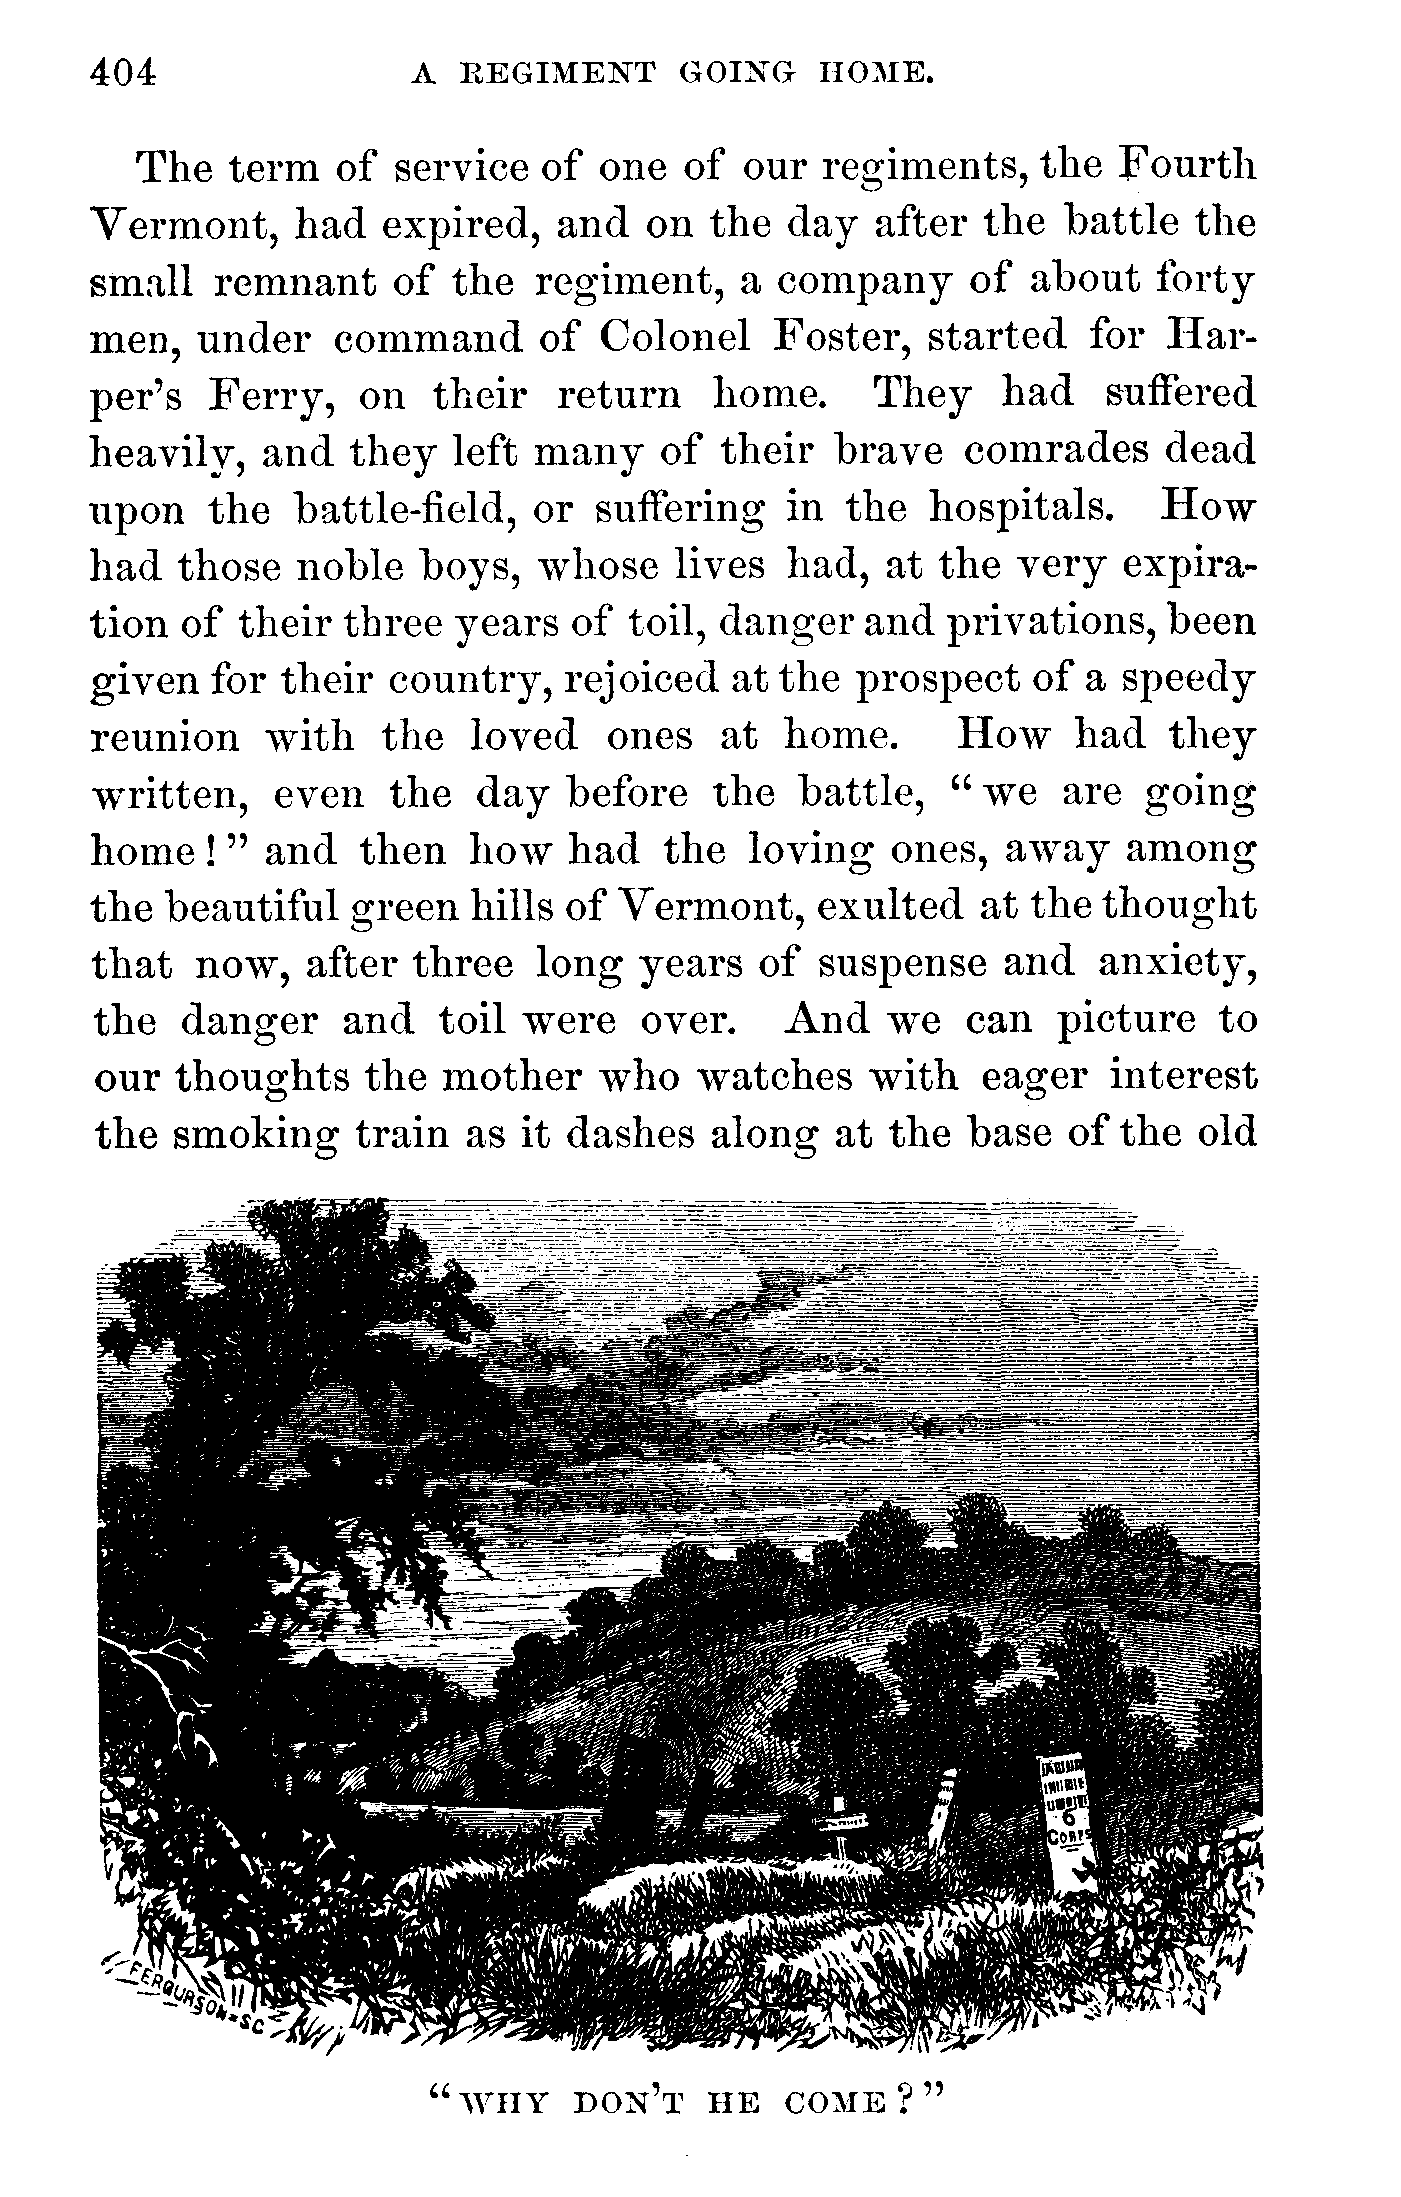 404 A REGIMENT GOING HOME.
The term of service of one of our regiments, the Fourth
Vermont, had expired, and on the day after the battle the
small remnant of the regiment, a company of about forty
men, under command of Colonel Foster, started for Har-
per's Ferry, on their return home. They had suffered
heavily, and they left many of their brave comrades dead
upon the battle-field, or suffering in the hospitals. How
had those noble boys, whose lives had, at the very expira-
tion of their three years of toil, danger and privations, been
given for their country, rejoiced at the prospect of a speedy
reunion with the loved ones at home. How had they
written, even the day before the battle, "we are going
home!" and then how had the loving ones, away among
the beautiful green hills of Vermont, exulted at the thought
that now, after three long years of suspense and anxiety,
the danger and toil were over. And we can picture to
our thoughts the mother who watches with eager interest
the smoking train as it dashes along at the base of the old
6
CORPS
FERGURSON=SC
"WHY DON'T HE COME?"